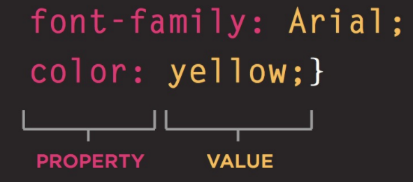 font-family: Arial;
color: yellow;}
PROPERTY VALUE